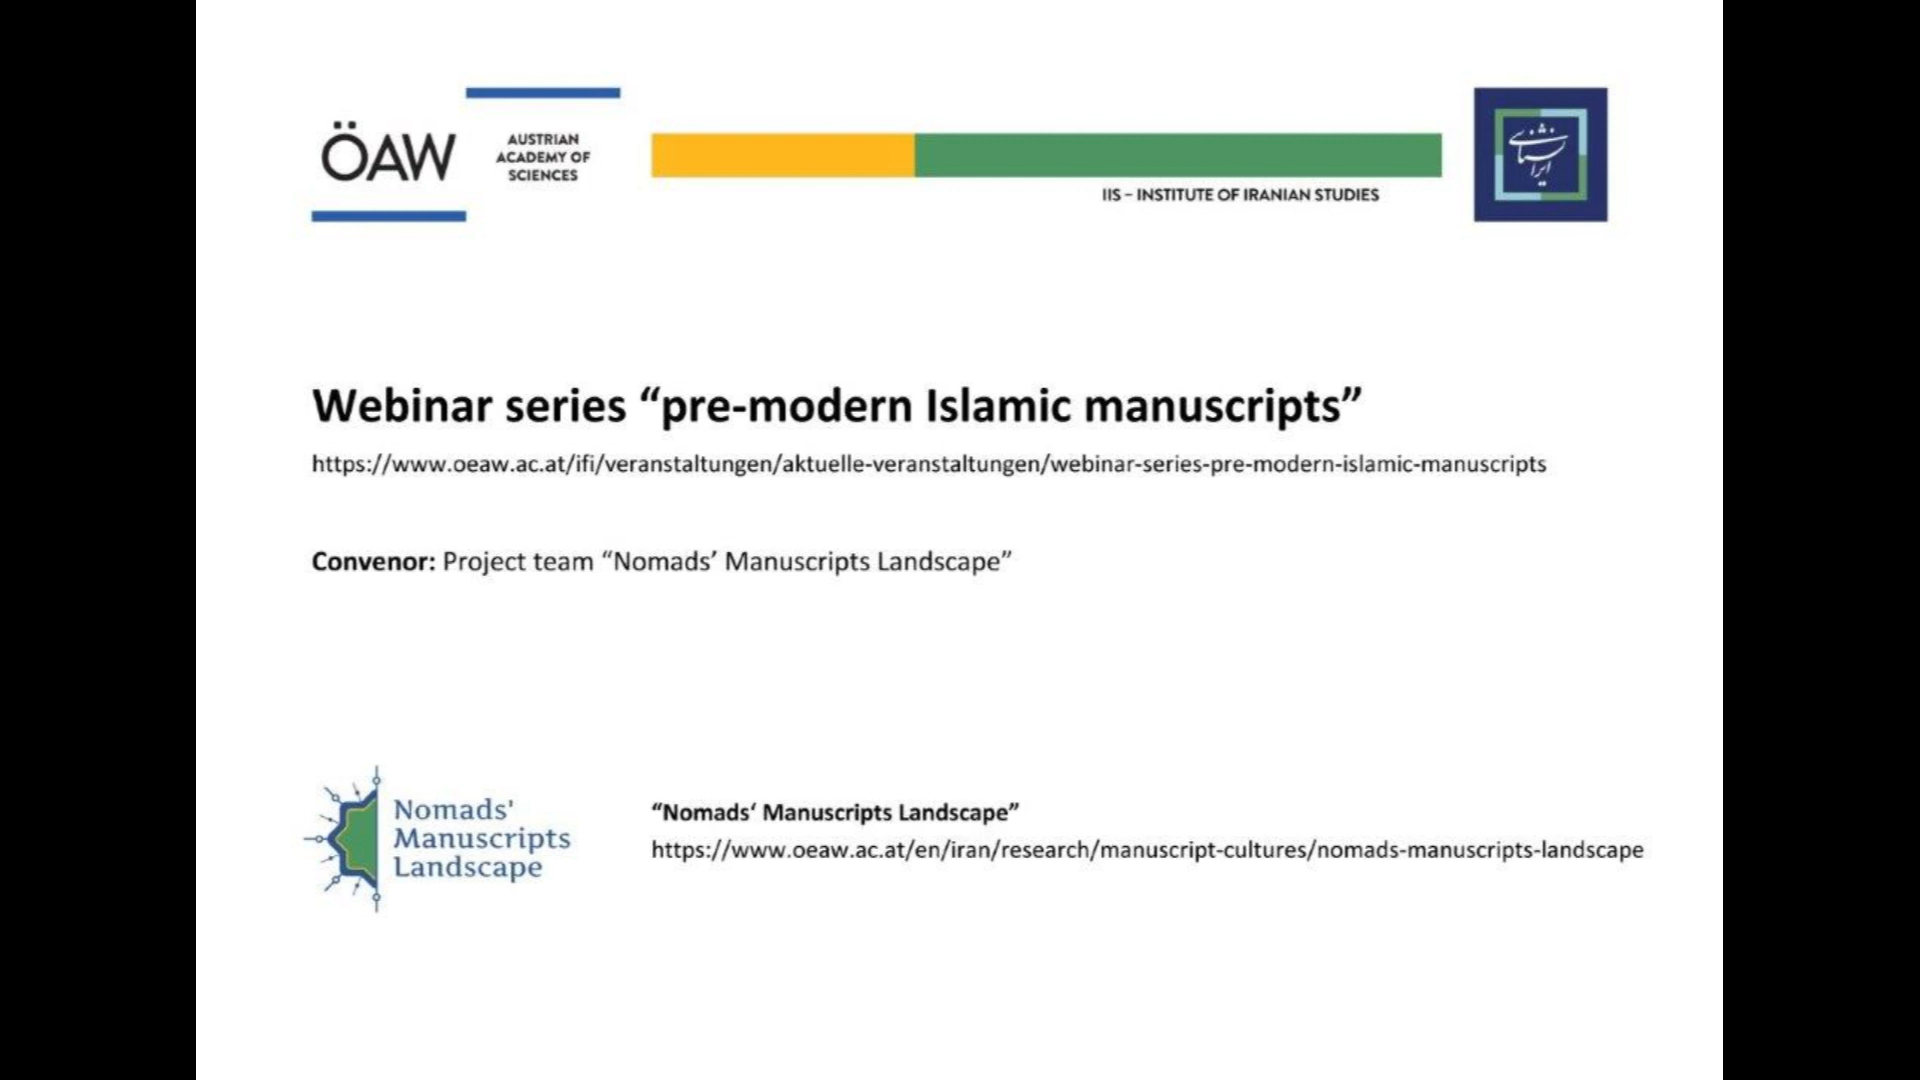 ÖAW
AUSTRIAN
ACADEMY OF
SCIENCES
IIS – INSTITUTE OF IRANIAN STUDIES
ایران‌شناسی
Webinar series “pre-modern Islamic manuscripts”
https://www.oeaw.ac.at/ifi/veranstaltungen/aktuelle-veranstaltungen/webinar-series-pre-modern-islamic-manuscripts
Convenor: Project team “Nomads’ Manuscripts Landscape”
Nomads'
Manuscripts
Landscape
“Nomads‘ Manuscripts Landscape”
https://www.oeaw.ac.at/en/iran/research/manuscript-cultures/nomads-manuscripts-landscape